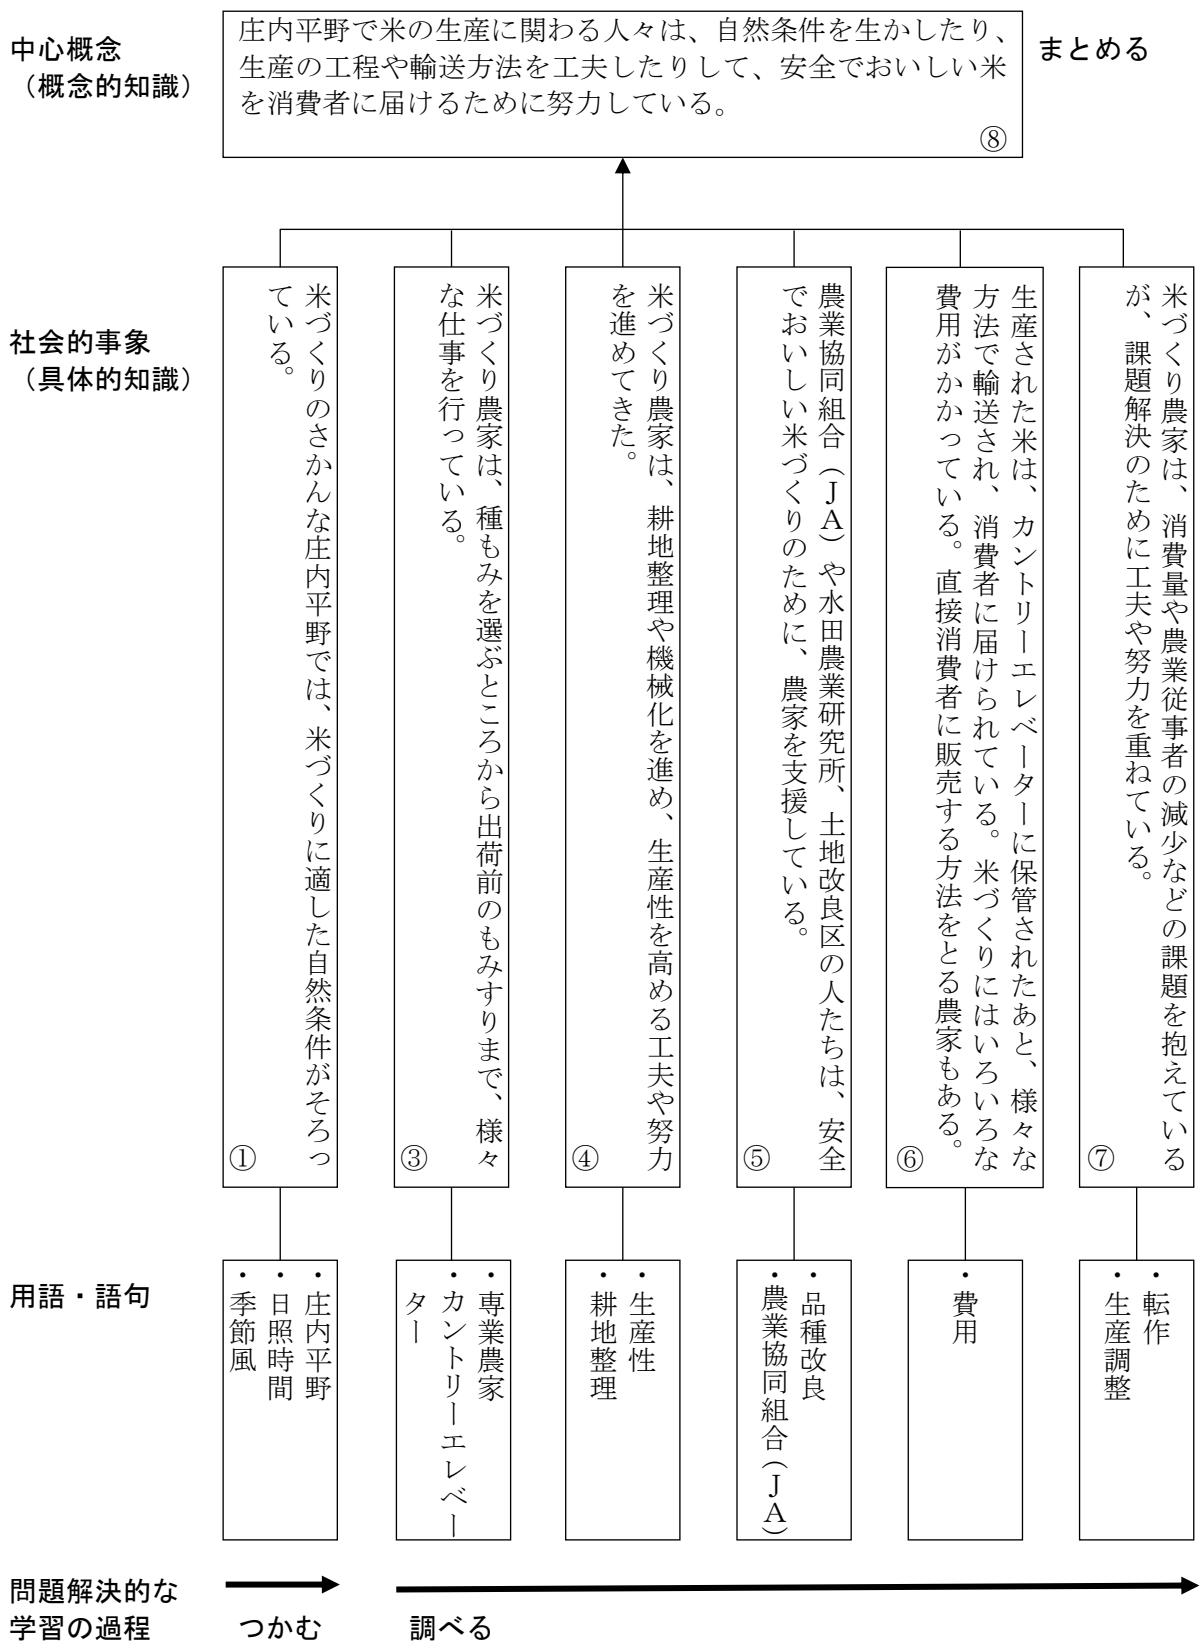 中心概念
（概念的知識）
庄内平野で米の生産に関わる人々は、自然条件を生かしたり、
生産の工程や輸送方法を工夫したりして、安全でおいしい米
を消費者に届けるために努力している。
⑧
まとめる
社会的事象
（具体的知識）
米づくりのさかんな庄内平野では、米づくりに適した自然条件がそろっ
ている。
①
米づくり農家は、種もみを選ぶところから出荷前のもみすりまで、様々
な仕事を行っている。
③
米づくり農家は、耕地整理や機械化を進め、生産性を高める工夫や努力
を進めてきた。
④
農業協同組合（ＪＡ）や水田農業研究所、土地改良区の人たちは、安全
でおいしい米づくりのために、農家を支援している。
⑤
生産された米は、カントリーエレベーターに保管されたあと、様々な
方法で輸送され、消費者に届けられている。米づくりにはいろいろな
費用がかかっている。直接消費者に販売する方法をとる農家もある。
⑥
米づくり農家は、消費量や農業従事者の減少などの課題を抱えている
が、課題解決のために工夫や努力を重ねている。
⑦
用語・語句
・庄内平野
・日照時間
・季節風
・専業農家
・カントリーエレベー
ター
・生産性
・耕地整理
・品種改良
・農業協同組合（ＪＡ）
・費用
・転作
・生産調整
問題解決的な
学習の過程
つかむ
調べる